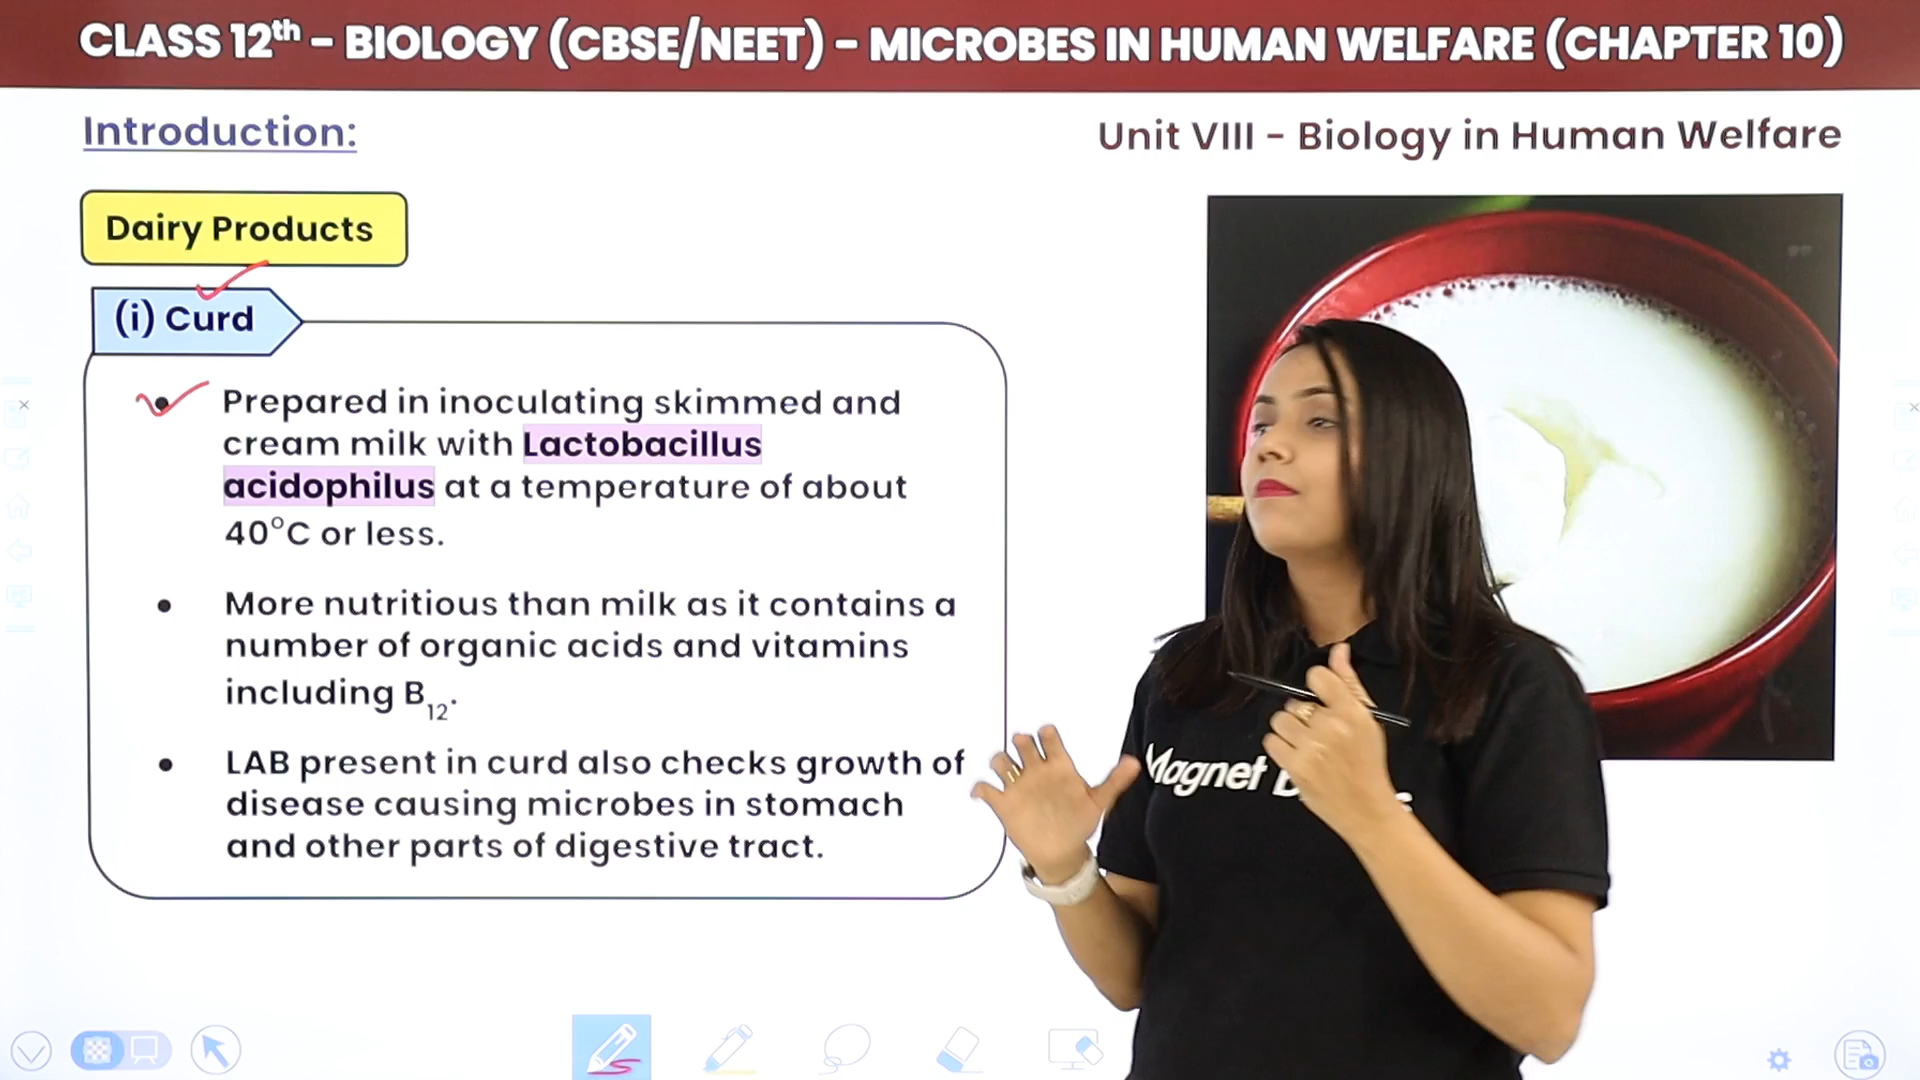 CLASS 12th – BIOLOGY (CBSE/NEET) – MICROBES IN HUMAN WELFARE (CHAPTER 10)
Introduction:
Unit VIII – Biology in Human Welfare
Dairy Products
(i) Curd
• Prepared in inoculating skimmed and
cream milk with Lactobacillus
acidophilus at a temperature of about
40°C or less.
• More nutritious than milk as it contains a
number of organic acids and vitamins
including B12.
• LAB present in curd also checks growth of
disease causing microbes in stomach
and other parts of digestive tract.
Magnet